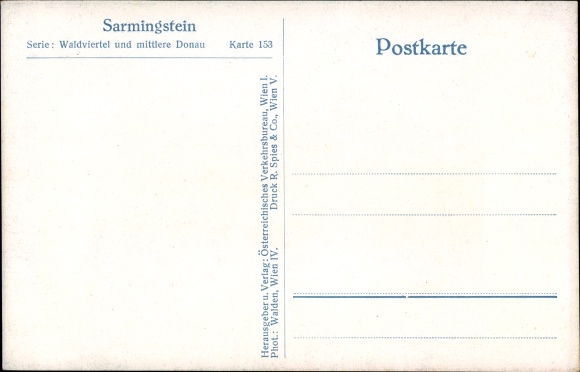 Sarmingstein
Serie: Waldviertel und mittlere Donau Karte 153
Postkarte
Herausgeber u. Verlag: Österreichisches Verkehrsbureau, Wien I.
Phot.: Walden, Wien IV. Druck R. Spies & Co., Wien V.